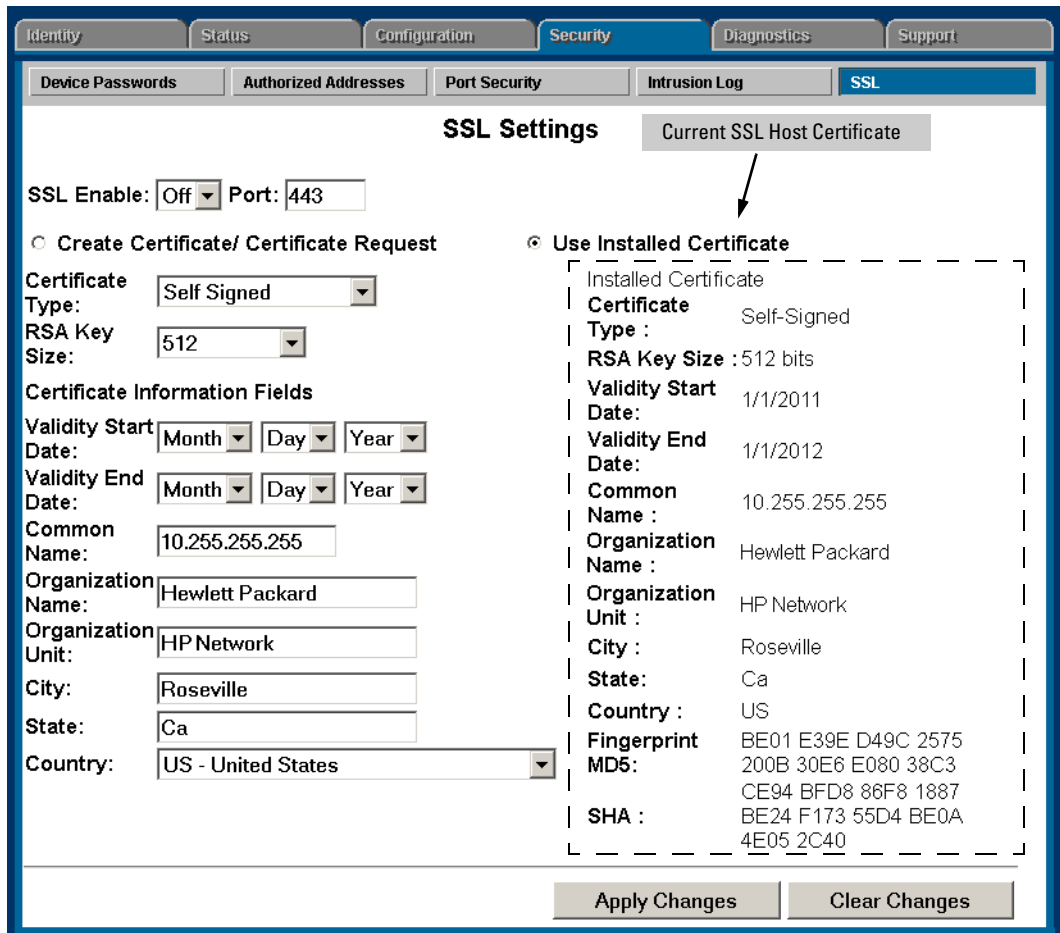 Identity Status Configuration Security Diagnostics Support
Device Passwords Authorized Addresses Port Security Intrusion Log SSL
SSL Settings
Current SSL Host Certificate
SSL Enable: Off Port: 443
Create Certificate/ Certificate Request
Certificate Type: Self Signed
RSA Key Size: 512
Certificate Information Fields
Validity Start Date: Month Day Year
Validity End Date: Month Day Year
Common Name: 10.255.255.255
Organization Name: Hewlett Packard
Organization Unit: HP Network
City: Roseville
State: Ca
Country: US - United States
Use Installed Certificate
Installed Certificate
Certificate Type : Self-Signed
RSA Key Size : 512 bits
Validity Start Date: 1/1/2011
Validity End Date: 1/1/2012
Common Name : 10.255.255.255
Organization Name : Hewlett Packard
Organization Unit : HP Network
City : Roseville
State: Ca
Country : US
Fingerprint
MD5: BE01 E39E D49C 2575
200B 30E6 E080 38C3
SHA : CE94 BFD8 86F8 1887
BE24 F173 55D4 BE0A
4E05 2C40
Apply Changes Clear Changes